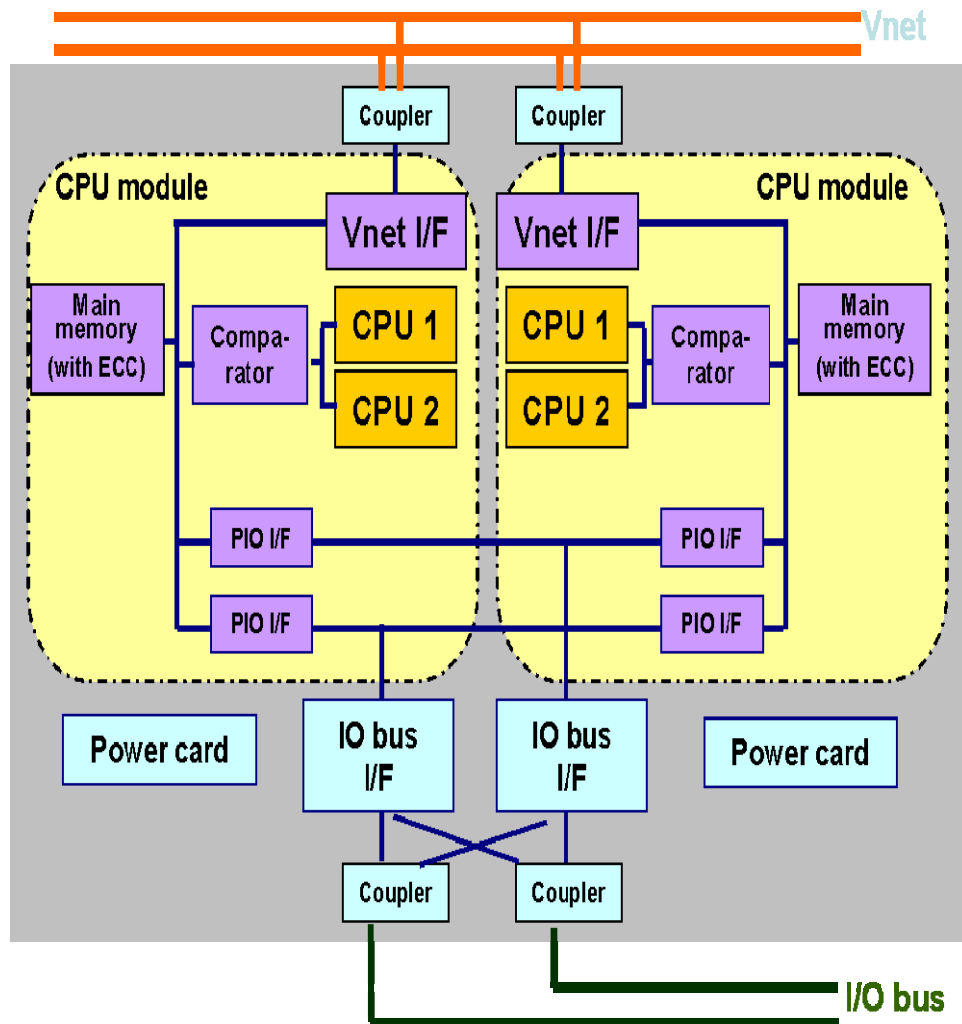 Vnet
Coupler
Coupler
CPU module
CPU module
Vnet I/F
Vnet I/F
Main
memory
(with ECC)
Compa-
rator
CPU 1
CPU 2
CPU 1
CPU 2
Compa-
rator
Main
memory
(with ECC)
PIO I/F
PIO I/F
PIO I/F
PIO I/F
Power card
IO bus
I/F
IO bus
I/F
Power card
Coupler
Coupler
I/O bus